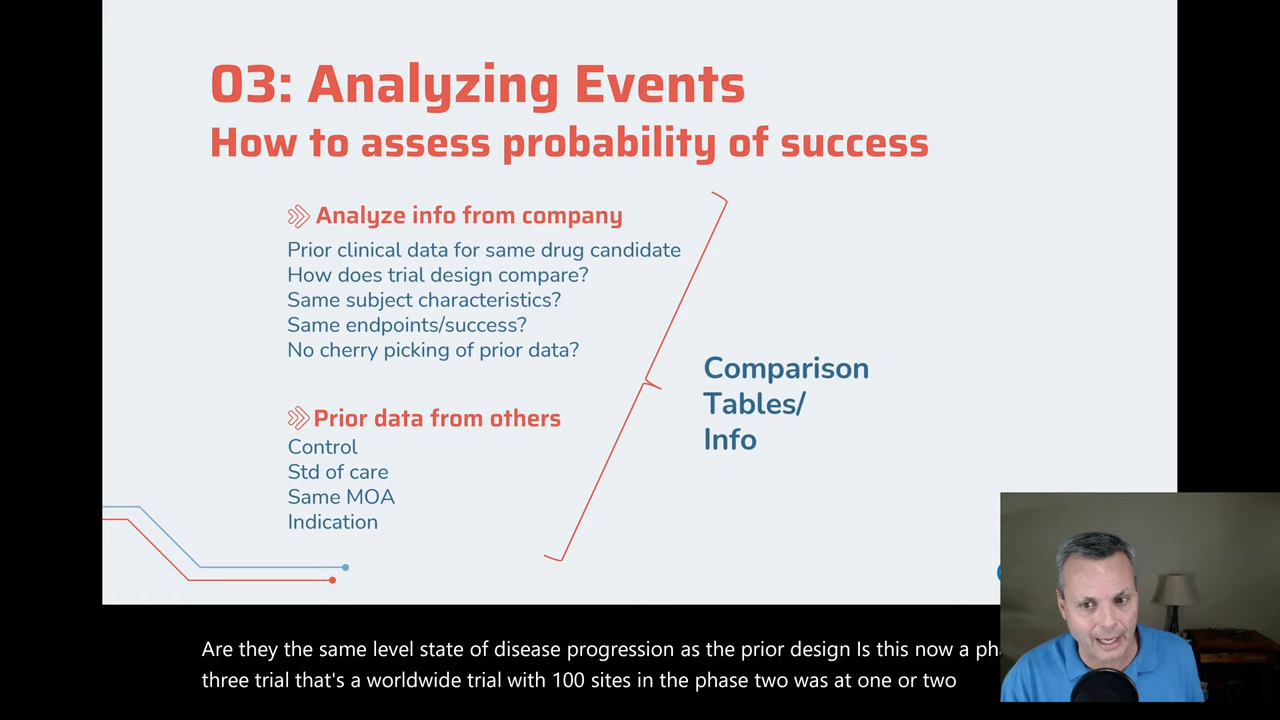 03: Analyzing Events
How to assess probability of success
Analyze info from company
Prior clinical data for same drug candidate
How does trial design compare?
Same subject characteristics?
Same endpoints/success?
No cherry picking of prior data?
Prior data from others
Control
Std of care
Same MOA
Indication
Comparison
Tables/
Info
Are they the same level state of disease progression as the prior design Is this now a
three trial that's a worldwide trial with 100 sites in the phase two was at one or two